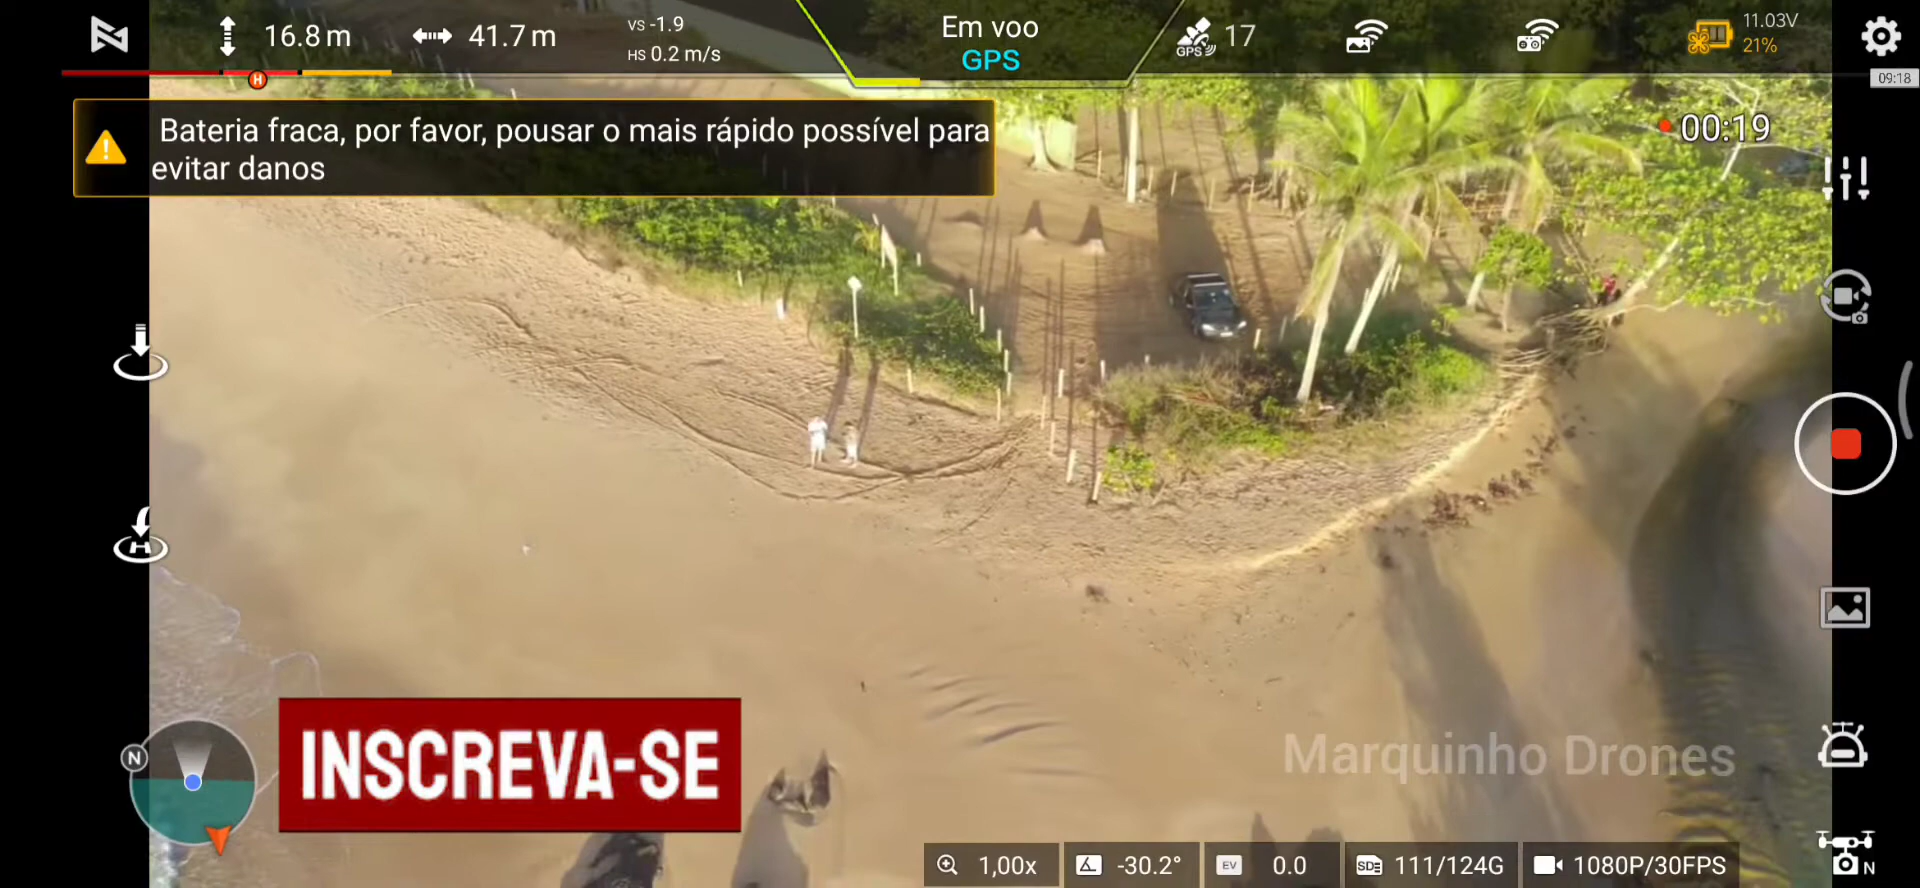 16.8 m
41.7 m
VS -1.9
HS 0.2 m/s
Em voo
GPS
GPS
17
11.03V
21%
09:18
H
Bateria fraca, por favor, pousar o mais rápido possível para
evitar danos
00:19
H
N
INSCREVA-SE
Marquinho Drones
1,00x
-30.2°
EV
0.0
SD
111/124G
1080P/30FPS
N